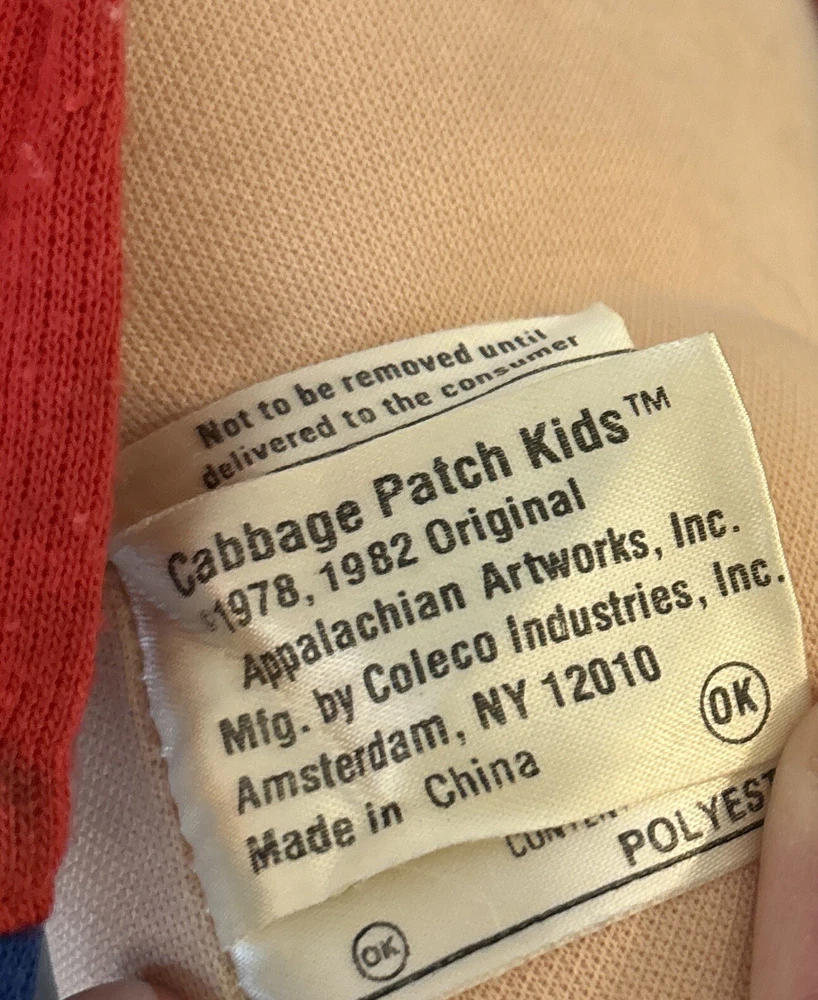 Not to be removed until
delivered to the consumer
Cabbage Patch Kids™
©1978, 1982 Original
Appalachian Artworks, Inc.
Mfg. by Coleco Industries, Inc.
Amsterdam, NY 12010
Made in China
OK
POLYEST
OK